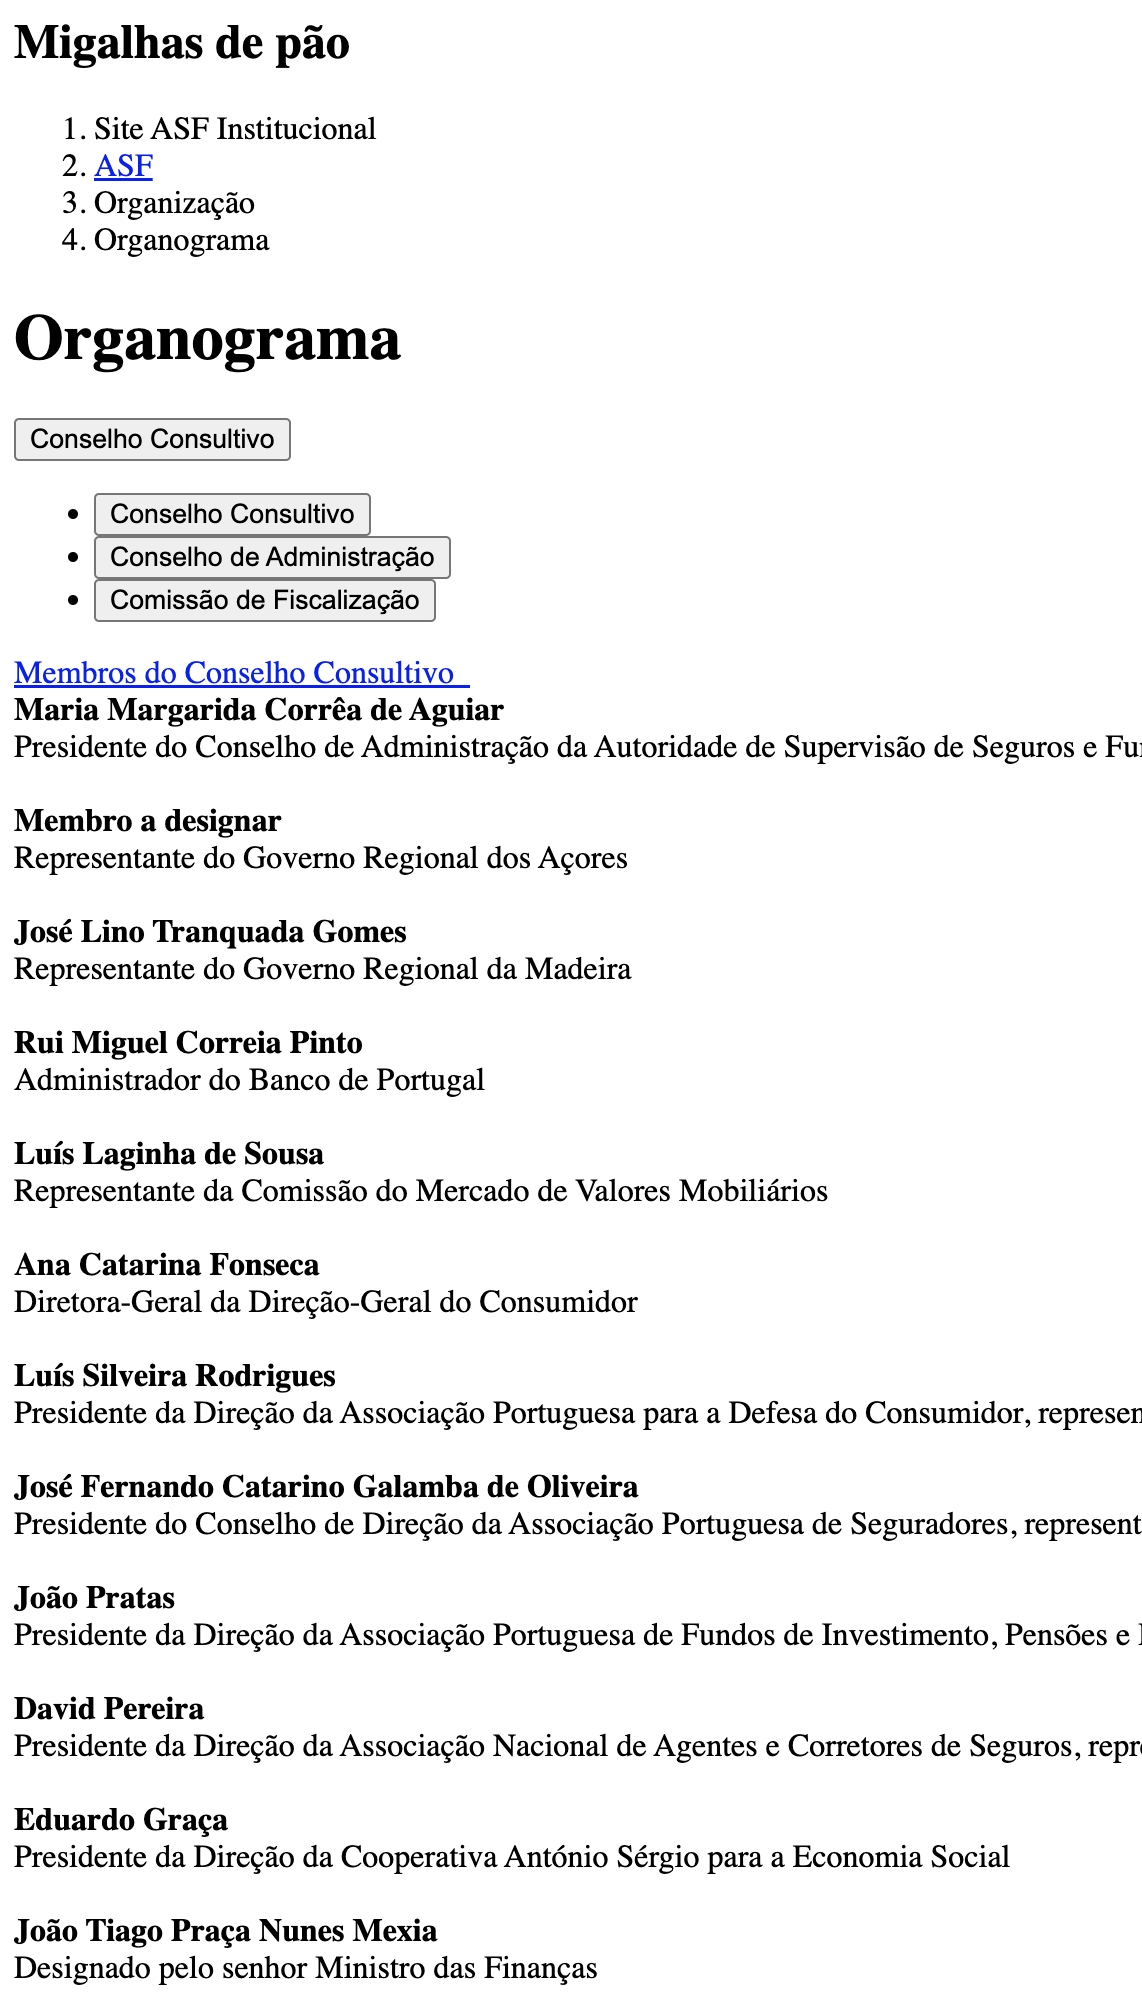 Migalhas de pão
1. Site ASF Institucional
2. ASF
3. Organização
4. Organograma
Organograma
Conselho Consultivo
• Conselho Consultivo
• Conselho de Administração
• Comissão de Fiscalização
Membros do Conselho Consultivo
Maria Margarida Corrêa de Aguiar
Presidente do Conselho de Administração da Autoridade de Supervisão de Seguros e
Membro a designar
Representante do Governo Regional dos Açores
José Lino Tranquada Gomes
Representante do Governo Regional da Madeira
Rui Miguel Correia Pinto
Administrador do Banco de Portugal
Luís Laginha de Sousa
Representante da Comissão do Mercado de Valores Mobiliários
Ana Catarina Fonseca
Diretora-Geral da Direção-Geral do Consumidor
Luís Silveira Rodrigues
Presidente da Direção da Associação Portuguesa para a Defesa do Consumidor,
José Fernando Catarino Galamba de Oliveira
Presidente do Conselho de Direção da Associação Portuguesa de Seguradores,
João Pratas
Presidente da Direção da Associação Portuguesa de Fundos de Investimento, Pensões e
David Pereira
Presidente da Direção da Associação Nacional de Agentes e Corretores de Seguros,
Eduardo Graça
Presidente da Direção da Cooperativa António Sérgio para a Economia Social
João Tiago Praça Nunes Mexia
Designado pelo senhor Ministro das Finanças